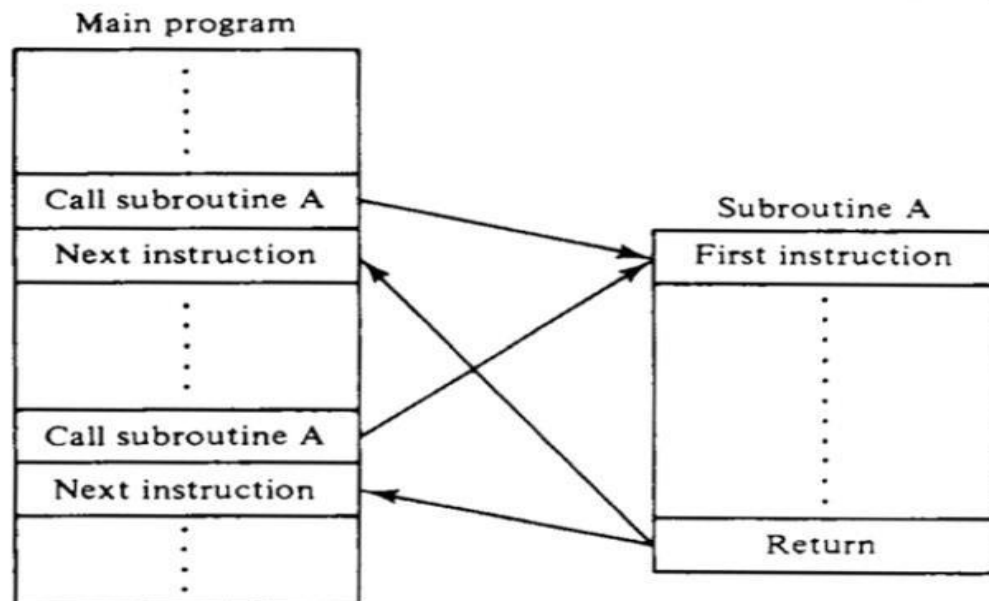 Main program
Call subroutine A
Next instruction
Call subroutine A
Next instruction
Subroutine A
First instruction
Return